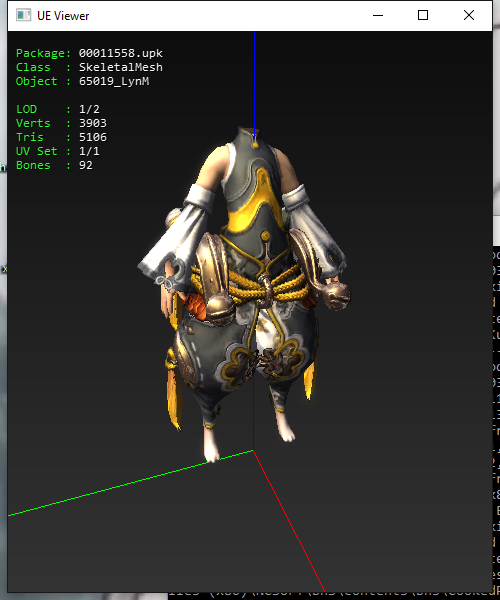 UE Viewer
Package: 00011558.upk
Class : SkeletalMesh
Object : 65019_LynM
LOD : 1/2
Verts : 3903
Tris : 5106
UV Set : 1/1
Bones : 92